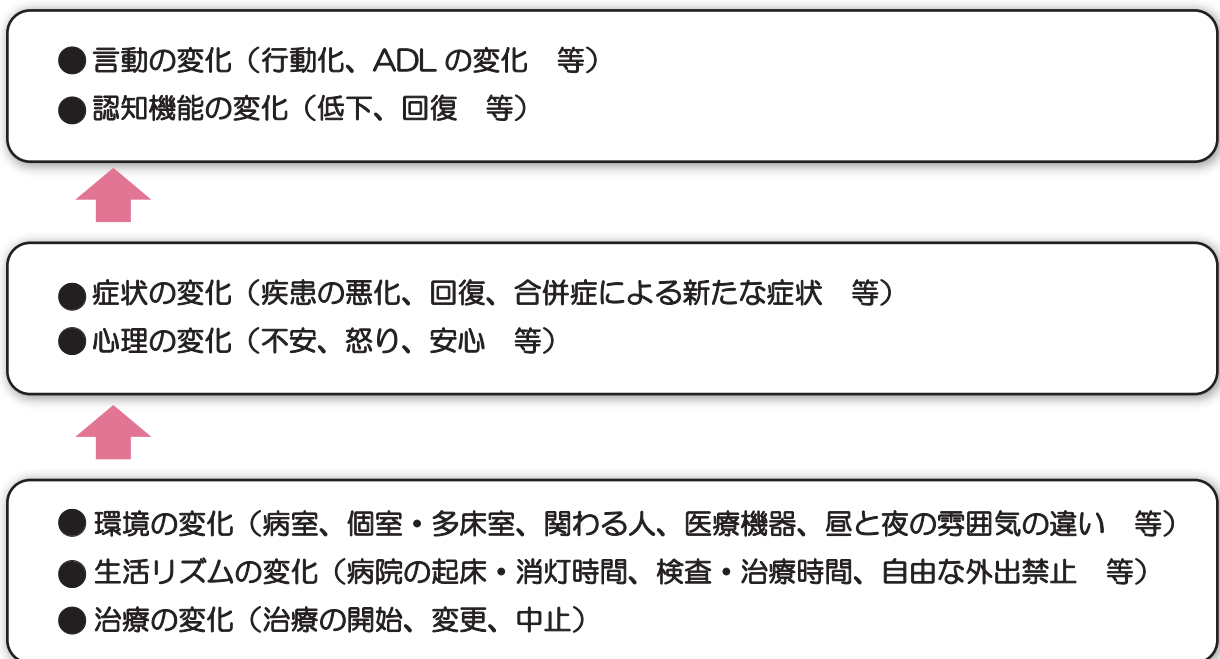 ●言動の変化（行動化、ADL の変化　等）
●認知機能の変化（低下、回復　等）
●症状の変化（疾患の悪化、回復、合併症による新たな症状　等）
●心理の変化（不安、怒り、安心　等）
●環境の変化（病室、個室・多床室、関わる人、医療機器、昼と夜の雰囲気の違い　等）
●生活リズムの変化（病院の起床・消灯時間、検査・治療時間、自由な外出禁止　等）
●治療の変化（治療の開始、変更、中止）